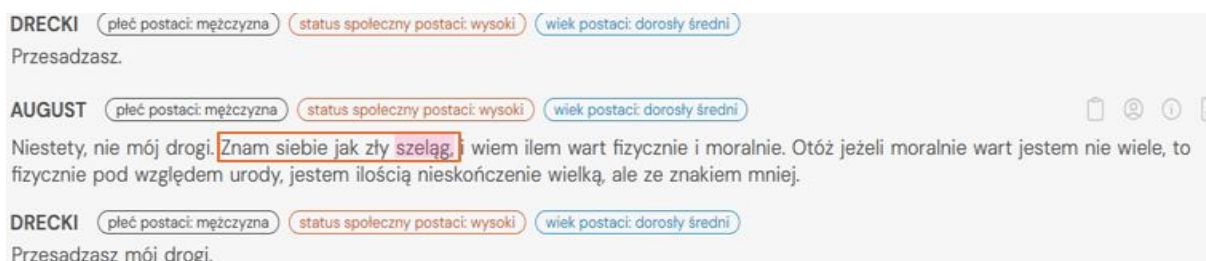 DRECKI płeć postaci: mężczyzna status społeczny postaci: wysoki wiek postaci: dorosły średni
Przesadzasz.
AUGUST płeć postaci: mężczyzna status społeczny postaci: wysoki wiek postaci: dorosły średni
Niestety, nie mój drogi. Znam siebie jak zły szeląg, i wiem ilem wart fizycznie i moralnie. Otóż jeżeli moralnie wart jestem nie wiele, to
fizycznie pod względem urody, jestem ilością nieskończenie wielką, ale ze znakiem mniej.
DRECKI płeć postaci: mężczyzna status społeczny postaci: wysoki wiek postaci: dorosły średni
Przesadzasz mój drogi.